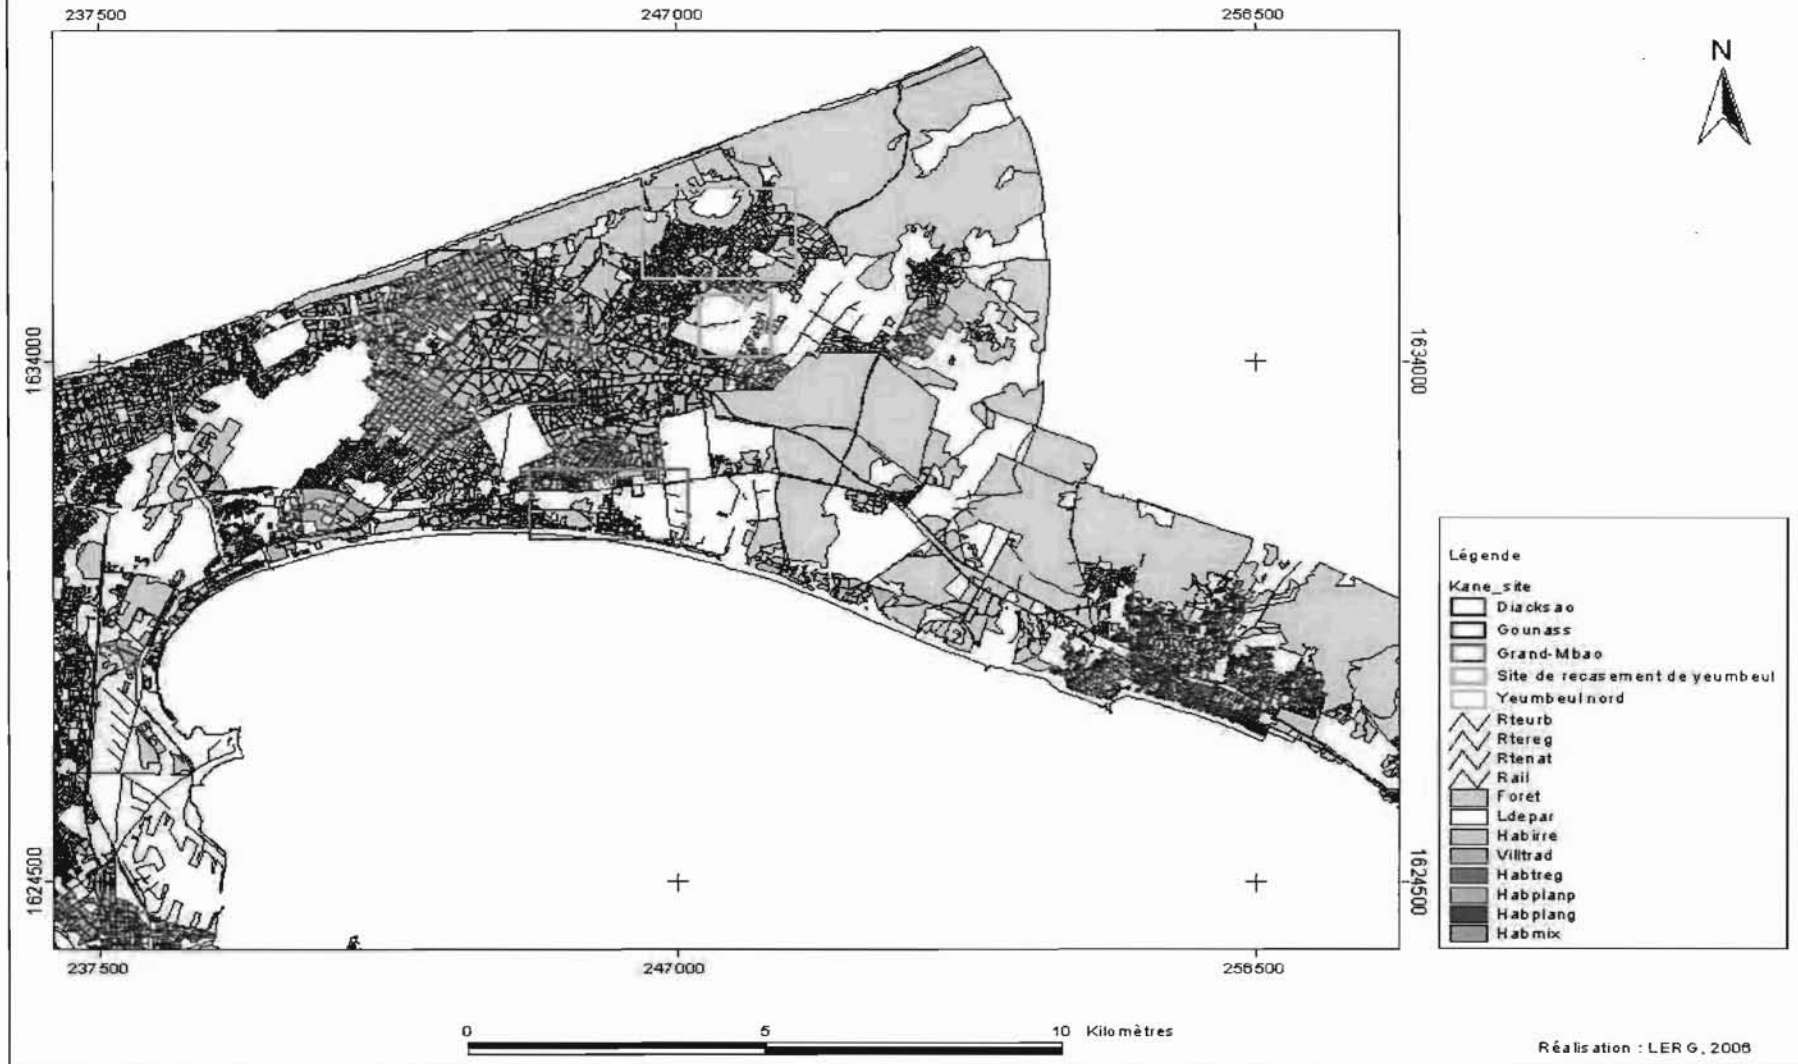 237500 247000 256500
N
1634000 1634000
Légende
Kane_site
Diacksao
Gounass
Grand-Mbao
Site de recasement de yeumbeul
Yeumbeul nord
Rteurb
Rtereg
Rtenat
Rail
Foret
Ldepar
Habirre
Villtrad
Habtreg
Habplanp
Habplang
Habmix
1624500 1624500
237500 247000 256500
0 5 10 Kilomètres
Réalisation : LERG, 2006